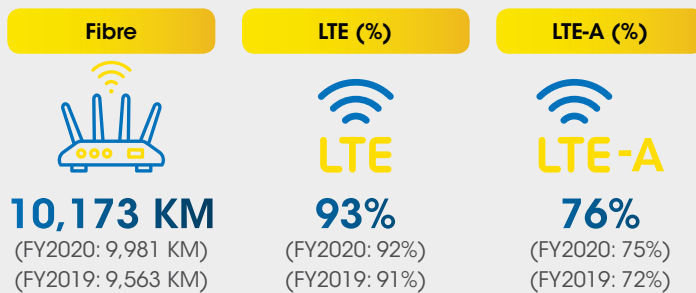 Fibre
LTE (%)
LTE-A (%)
LTE
LTE-A
10,173 KM
93%
76%
(FY2020: 9,981 KM)
(FY2020: 92%)
(FY2020: 75%)
(FY2019: 9,563 KM)
(FY2019: 91%)
(FY2019: 72%)